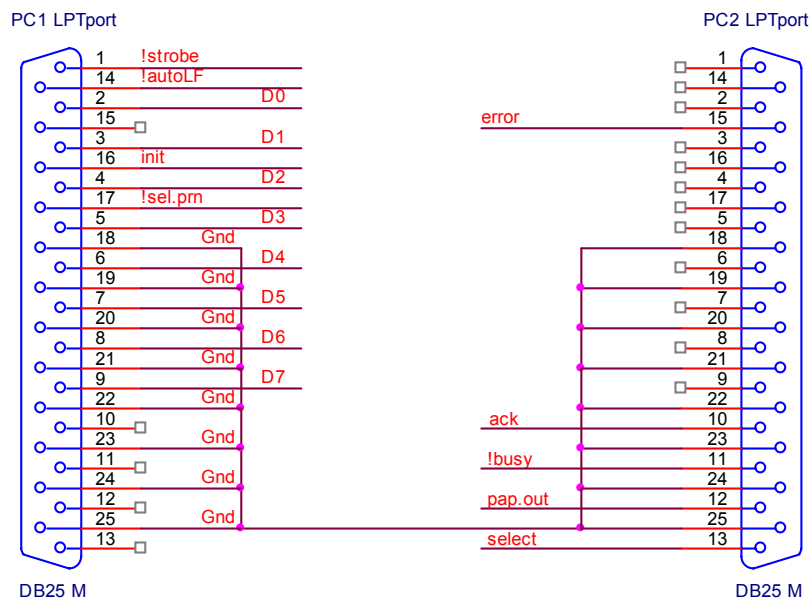 PC1 LPTport PC2 LPTport
1 !strobe 1
14 !autoLF 14
2 D0 2
15 error 15
3 D1 3
16 init 16
4 D2 4
17 !sel.prn 17
5 D3 5
18 Gnd 18
6 D4 6
19 Gnd 19
7 D5 7
20 Gnd 20
8 D6 8
21 Gnd 21
9 D7 9
22 Gnd 22
10 ack 10
23 Gnd 23
11 !busy 11
24 Gnd 24
12 pap.out 12
25 Gnd 25
13 select 13
DB25 M DB25 M